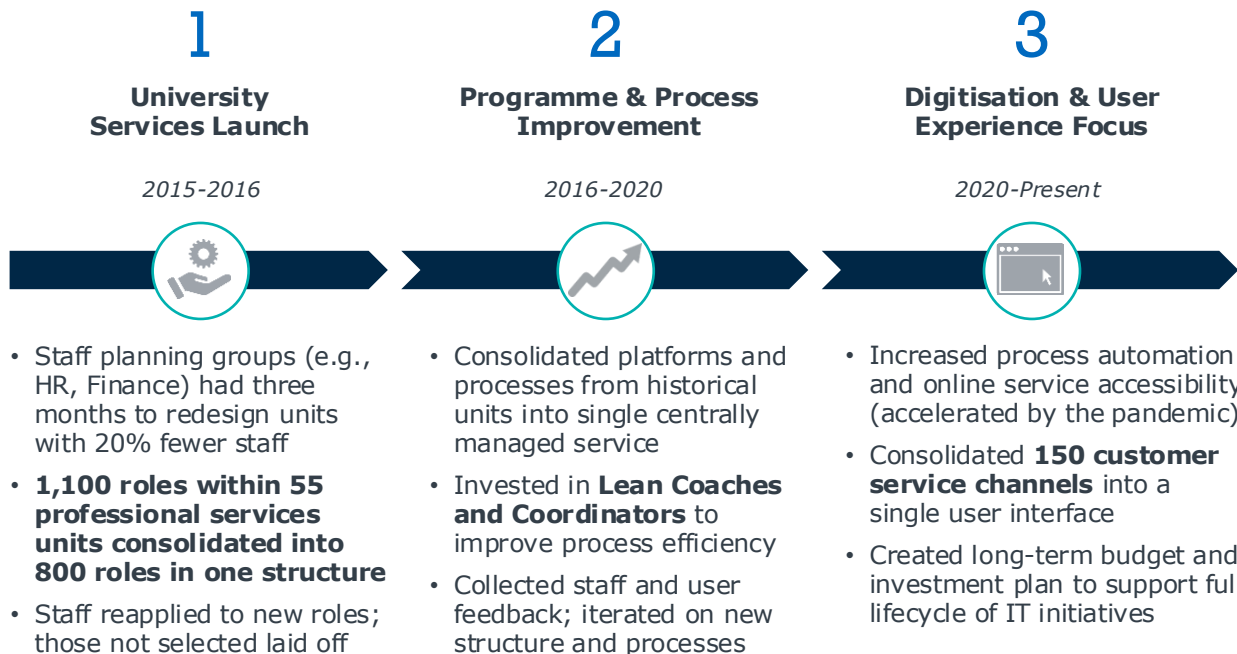 1
University
Services Launch
2015-2016
• Staff planning groups (e.g.,
HR, Finance) had three
months to redesign units
with 20% fewer staff
• 1,100 roles within 55
professional services
units consolidated into
800 roles in one structure
• Staff reapplied to new roles;
those not selected laid off
2
Programme & Process
Improvement
2016-2020
• Consolidated platforms and
processes from historical
units into single centrally
managed service
• Invested in Lean Coaches
and Coordinators to
improve process efficiency
• Collected staff and user
feedback; iterated on new
structure and processes
3
Digitisation & User
Experience Focus
2020-Present
• Increased process automation
and online service accessibility
(accelerated by the pandemic)
• Consolidated 150 customer
service channels into a
single user interface
• Created long-term budget and
investment plan to support ful
lifecycle of IT initiatives